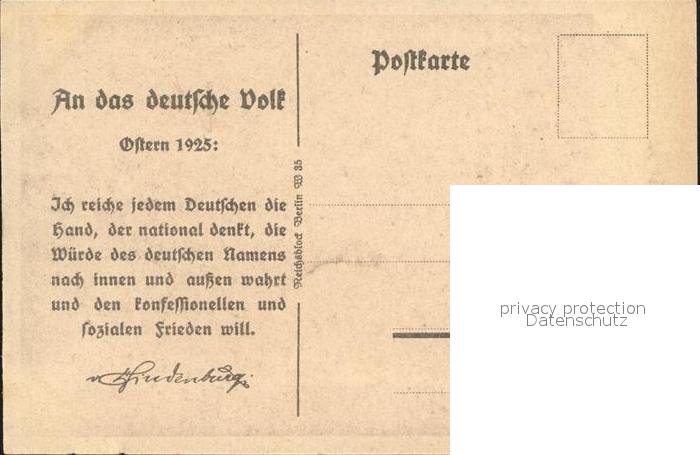 An das deutsche Volk
Ostern 1925:
Ich reiche jedem Deutschen die
Hand, der national denkt, die
Würde des deutschen Namens
nach innen und außen wahrt
und den konfessionellen und
sozialen Frieden will.
v Hindenburg.
Reichsblock Berlin W 35
Postkarte
privacy protection
Datenschutz